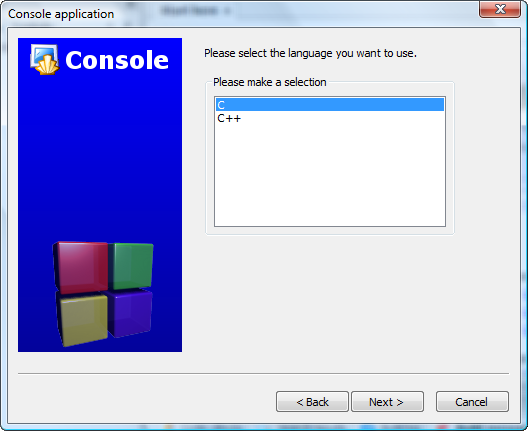 Console application
Console
Please select the language you want to use.
Please make a selection
C
C++
< Back
Next >
Cancel